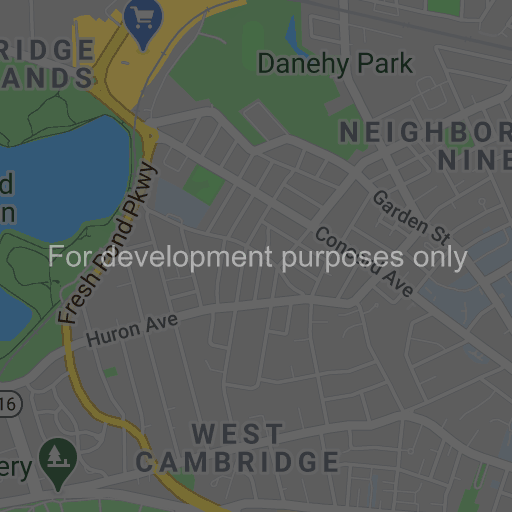 RIDGE
ANDS
Danehy Park
NEIGHBOR
NINE
d
n
Garden St
Concord Ave
For development purposes only
Fresh Pond Pkwy
Huron Ave
16
WEST
CAMBRIDGE
ery